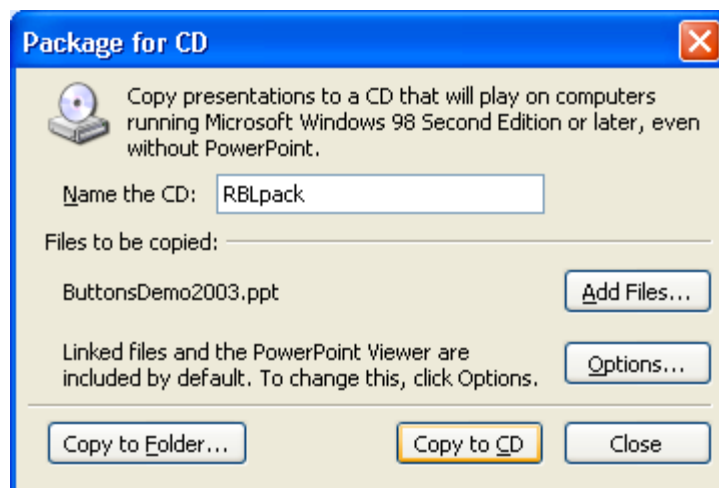 Package for CD
Copy presentations to a CD that will play on computers
running Microsoft Windows 98 Second Edition or later, even
without PowerPoint.
Name the CD: RBLpack
Files to be copied:
ButtonsDemo2003.ppt
Add Files...
Linked files and the PowerPoint Viewer are
included by default. To change this, click Options.
Options...
Copy to Folder...
Copy to CD
Close